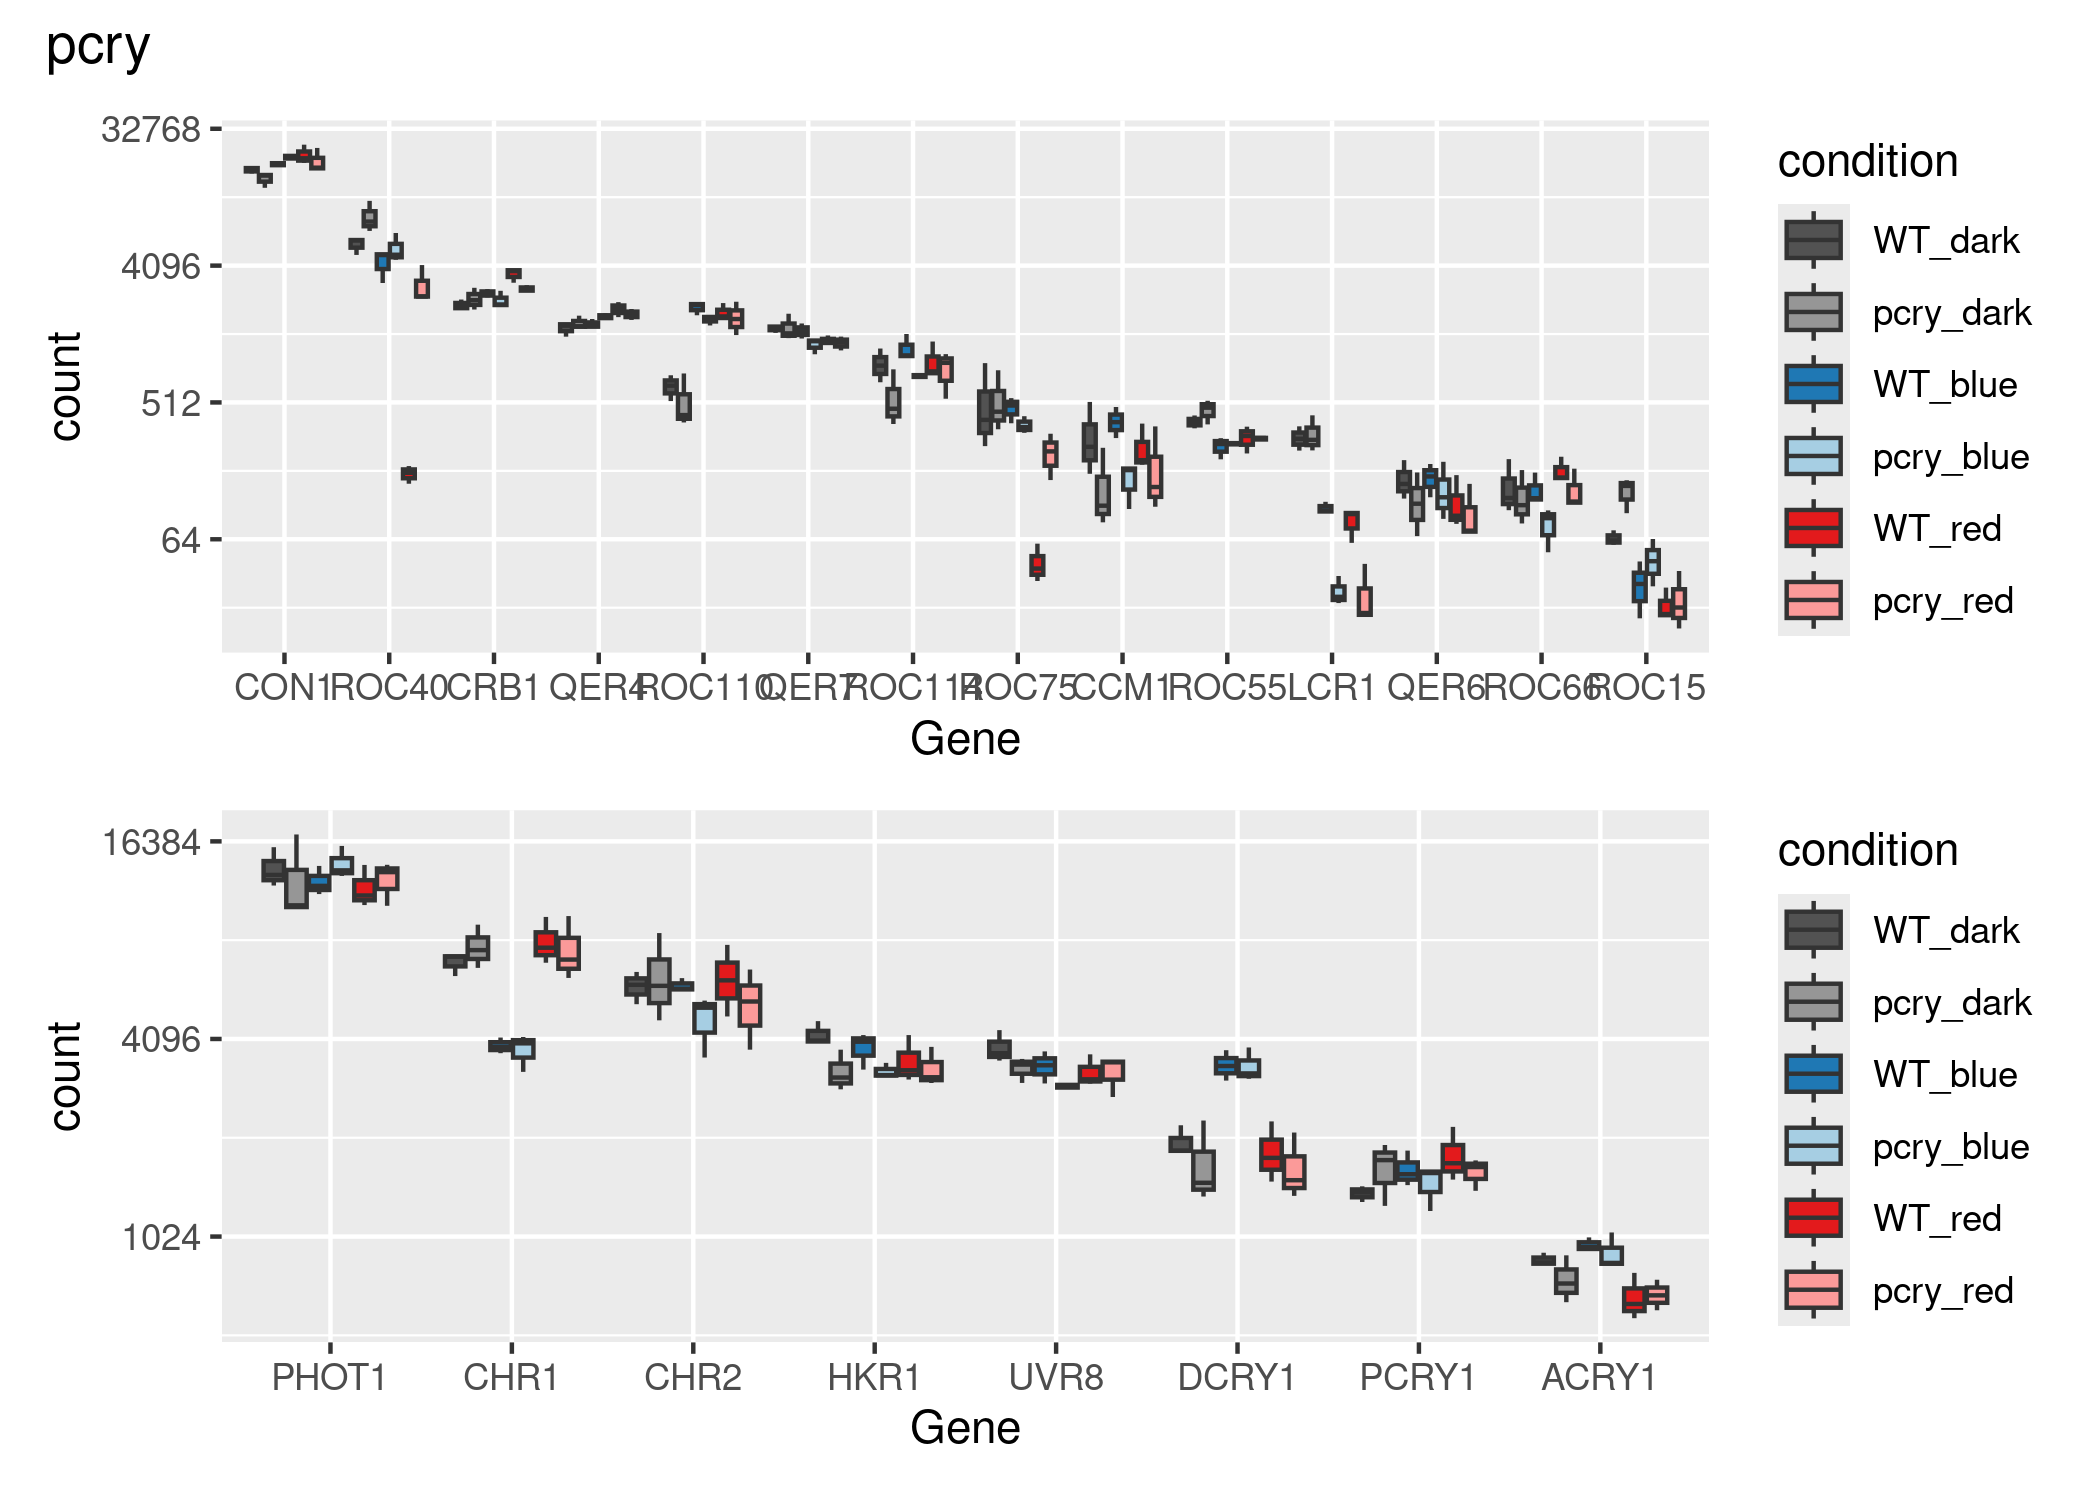 pcry
32768
4096
512
64
count
CON1 ROC40 CRB1 QER4 ROC110 QER7 ROC114 ROC75 CCM1 ROC55 LCR1 QER6 ROC66 ROC15
Gene
condition
WT_dark
pcry_dark
WT_blue
pcry_blue
WT_red
pcry_red
16384
4096
1024
count
PHOT1 CHR1 CHR2 HKR1 UVR8 DCRY1 PCRY1 ACRY1
Gene
condition
WT_dark
pcry_dark
WT_blue
pcry_blue
WT_red
pcry_red